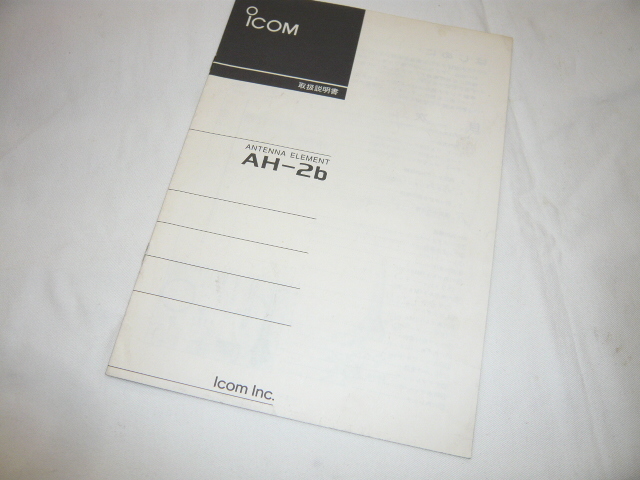 ICOM
取扱説明書
ANTENNA ELEMENT
AH-2b
Icom Inc.